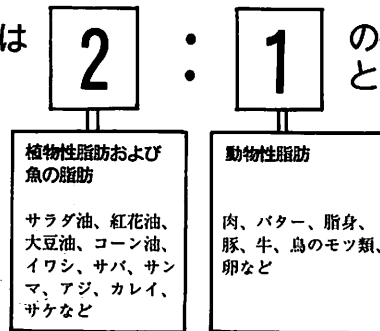 は 2 : 1 の
と
植物性脂肪および
魚の脂肪
サラダ油、紅花油、
大豆油、コーン油、
イワシ、サバ、サン
マ、アジ、カレイ、
サケなど
動物性脂肪
肉、バター、脂身、
豚、牛、鳥のモツ類、
卵など